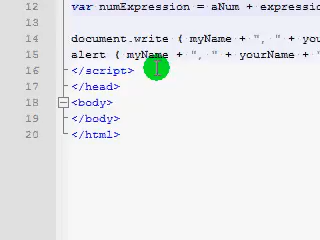 12 var numExpression = aNum + expression
13
14 document.write ( myName + ", " + you
15 alert ( myName + ", " + yourName + "
16 </script>
17 </head>
18 <body>
19 </body>
20 </html>